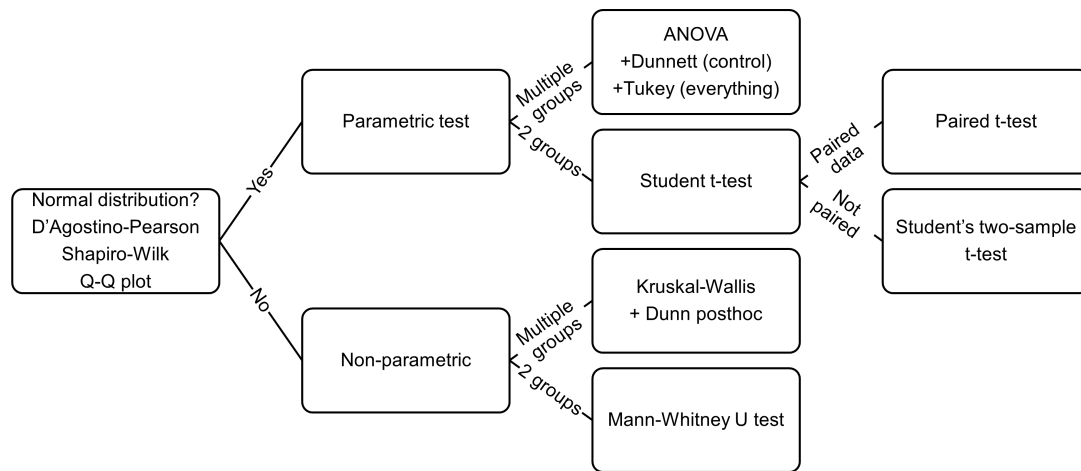 Normal distribution?
D’Agostino-Pearson
Shapiro-Wilk
Q-Q plot
Yes
No
Parametric test
Non-parametric
Multiple
groups
2 groups
Multiple
groups
2 groups
ANOVA
+Dunnett (control)
+Tukey (everything)
Student t-test
Kruskal-Wallis
+ Dunn posthoc
Mann-Whitney U test
Paired
data
Not
paired
Paired t-test
Student’s two-sample
t-test